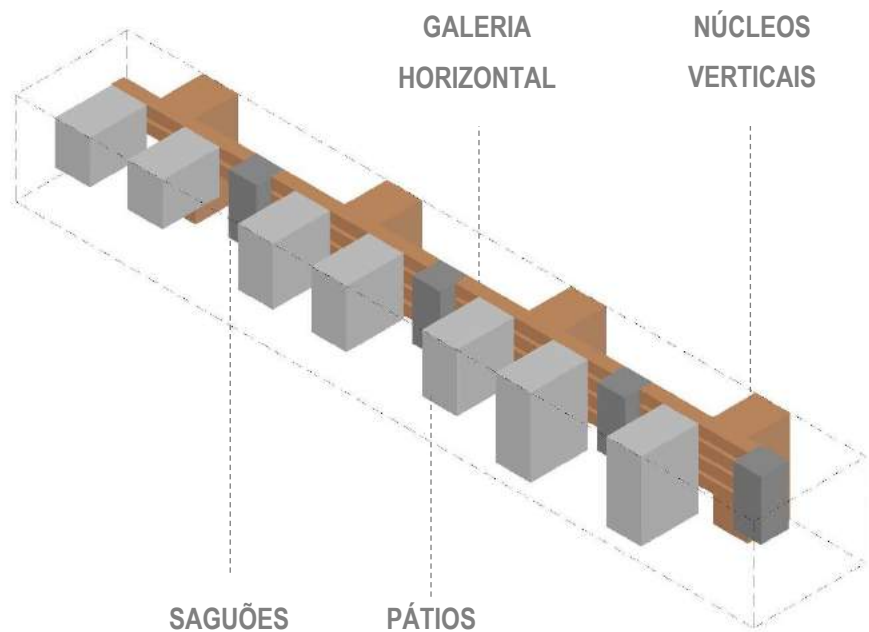 GALERIA
HORIZONTAL
NÚCLEOS
VERTICAIS
SAGUÕES
PÁTIOS